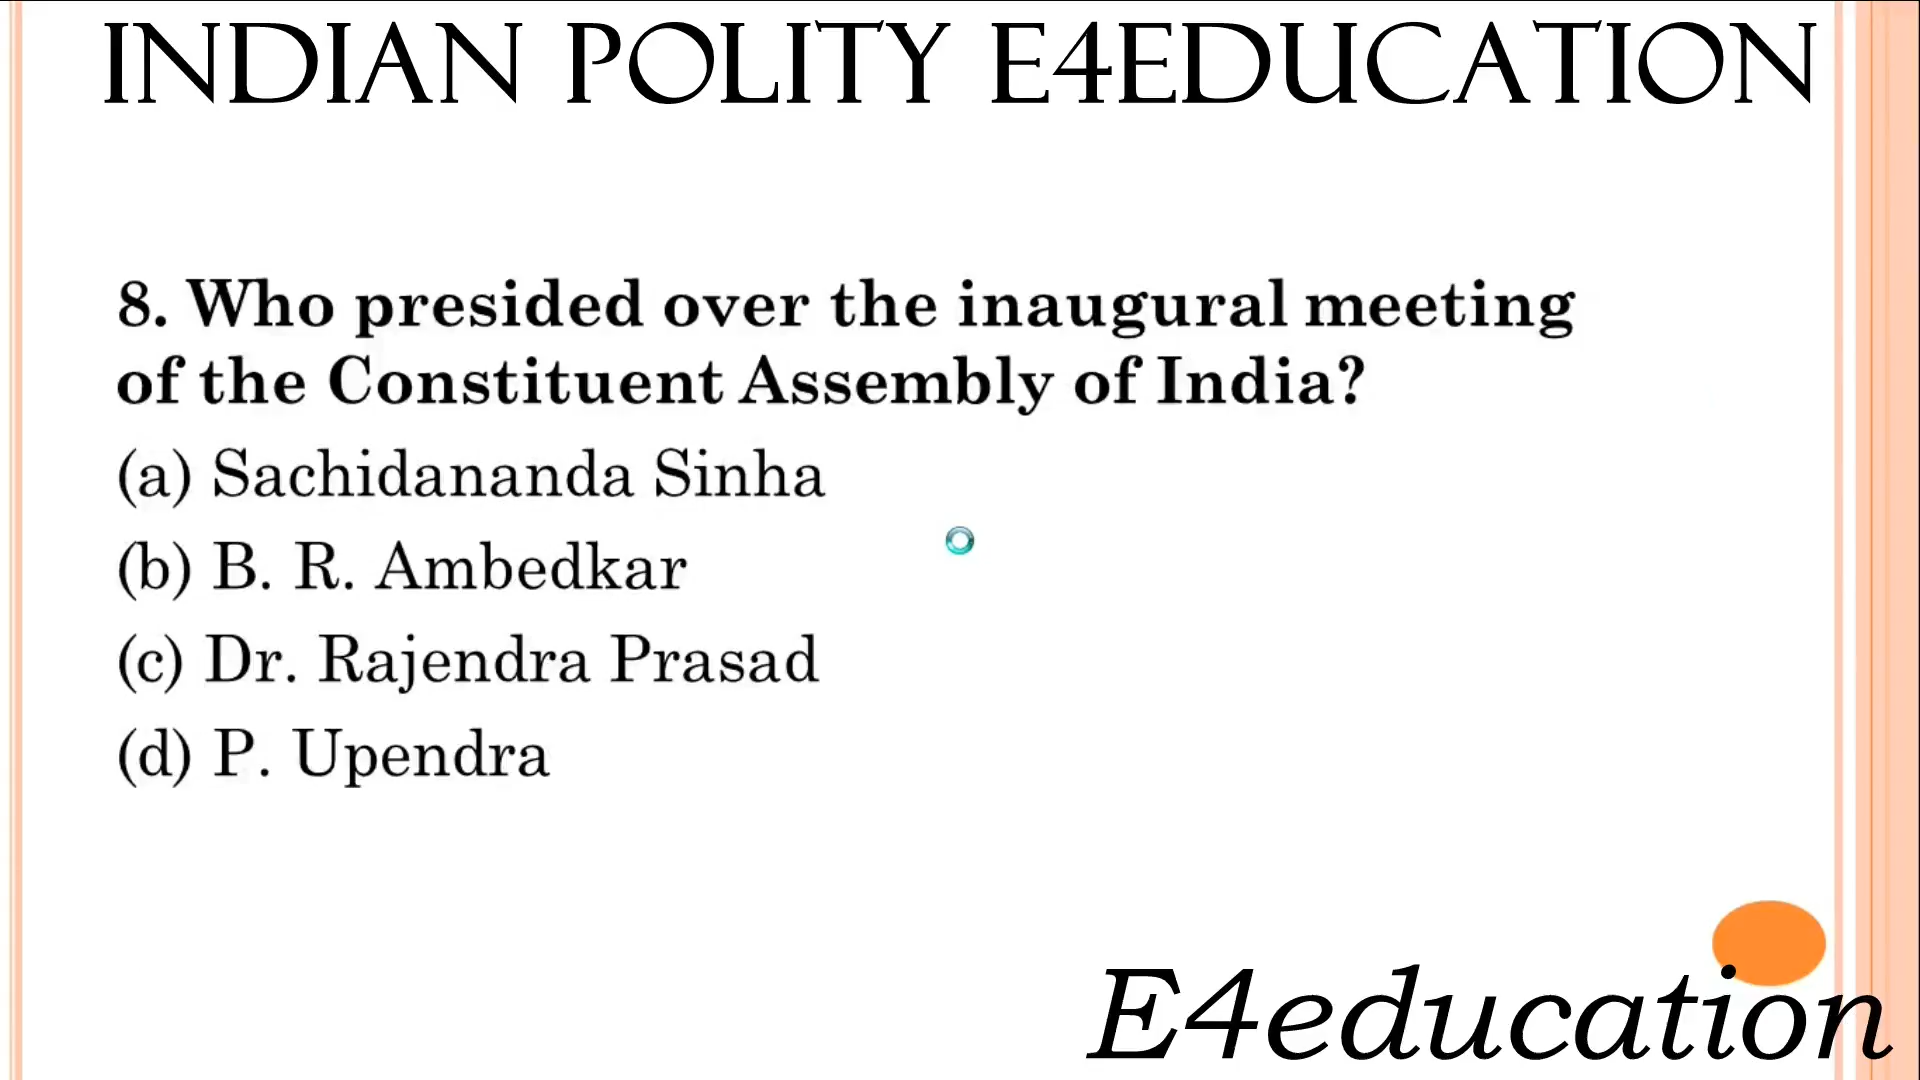 INDIAN POLITY E4EDUCATION
8. Who presided over the inaugural meeting
of the Constituent Assembly of India?
(a) Sachidananda Sinha
(b) B. R. Ambedkar
(c) Dr. Rajendra Prasad
(d) P. Upendra
E4education